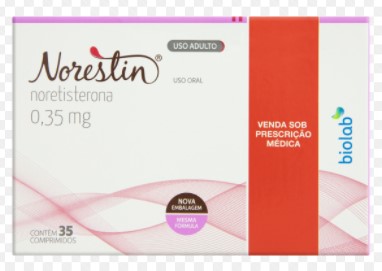 USO ADULTO
Norestin®
USO ORAL
noretisterona
0,35 mg
VENDA SOB
PRESCRIÇÃO
MÉDICA
biolab
NOVA
EMBALAGEM
MESMA
FÓRMULA
CONTÉM 35
COMPRIMIDOS